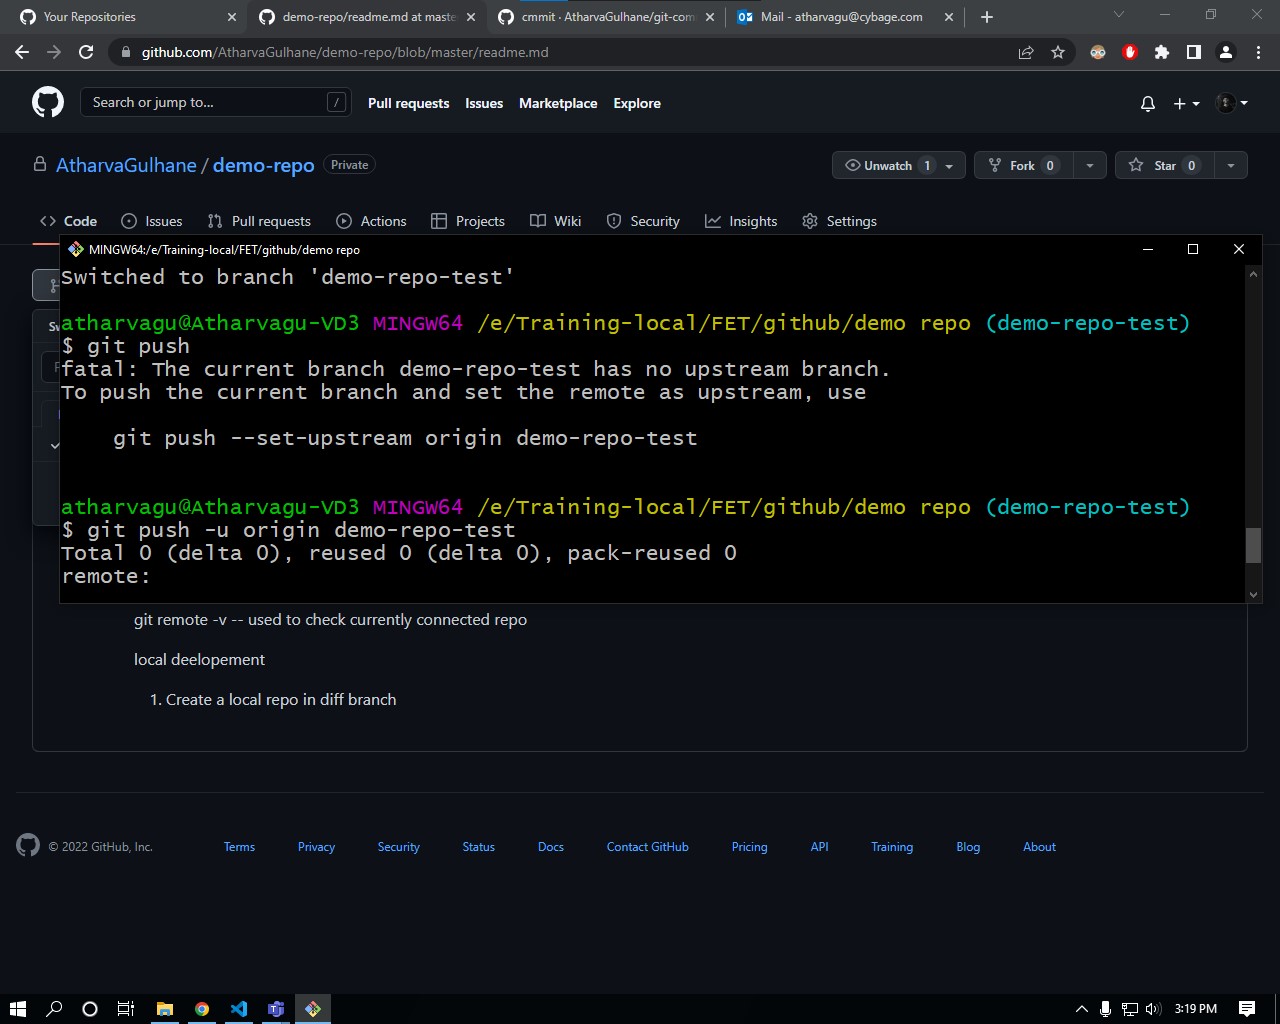 Your Repositories
demo-repo/readme.md at maste
cmmit · AtharvaGulhane/git-com
Mail - atharvagu@cybage.com
github.com/AtharvaGulhane/demo-repo/blob/master/readme.md
Search or jump to...
/
Pull requests
Issues
Marketplace
Explore
AtharvaGulhane / demo-repo
Private
Unwatch 1
Fork 0
Star 0
Code
Issues
Pull requests
Actions
Projects
Wiki
Security
Insights
Settings
MINGW64:/e/Training-local/FET/github/demo repo
Switched to branch 'demo-repo-test'
atharvagu@Atharvagu-VD3 MINGW64 /e/Training-local/FET/github/demo repo (demo-repo-test)
$ git push
fatal: The current branch demo-repo-test has no upstream branch.
To push the current branch and set the remote as upstream, use
git push --set-upstream origin demo-repo-test
atharvagu@Atharvagu-VD3 MINGW64 /e/Training-local/FET/github/demo repo (demo-repo-test)
$ git push -u origin demo-repo-test
Total 0 (delta 0), reused 0 (delta 0), pack-reused 0
remote:
git remote -v -- used to check currently connected repo
local deelopement
1. Create a local repo in diff branch
© 2022 GitHub, Inc.
Terms
Privacy
Security
Status
Docs
Contact GitHub
Pricing
API
Training
Blog
About
3:19 PM